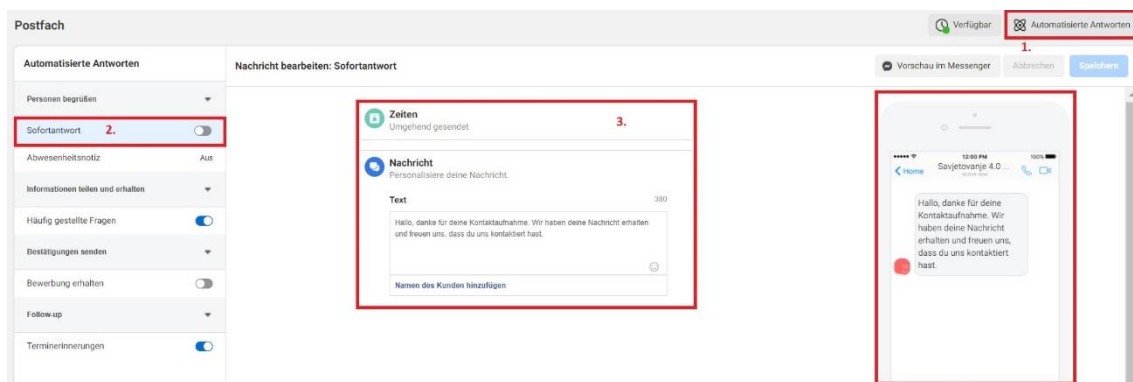 Postfach
Verfügbar
Automatisierte Antworten
1.
Automatisierte Antworten
Nachricht bearbeiten: Sofortantwort
Vorschau im Messenger
Abbrechen
Speichern
Personen begrüßen
Sofortantwort 2.
Abwesenheitsnotiz Aus
Informationen teilen und erhalten
Häufig gestellte Fragen
Bestätigungen senden
Bewerbung erhalten
Follow-up
Terminerinnerungen
Zeiten
Umgehend gesendet
3.
Nachricht
Personalisiere deine Nachricht.
Text 380
Hallo, danke für deine Kontaktaufnahme. Wir haben deine Nachricht erhalten
und freuen uns, dass du uns kontaktiert hast.
Namen des Kunden hinzufügen
12:00 PM 100%
Home Savjetovanje 4.0 ...
Hallo, danke für deine
Kontaktaufnahme. Wir
haben deine Nachricht
erhalten und freuen uns,
dass du uns kontaktiert
hast.